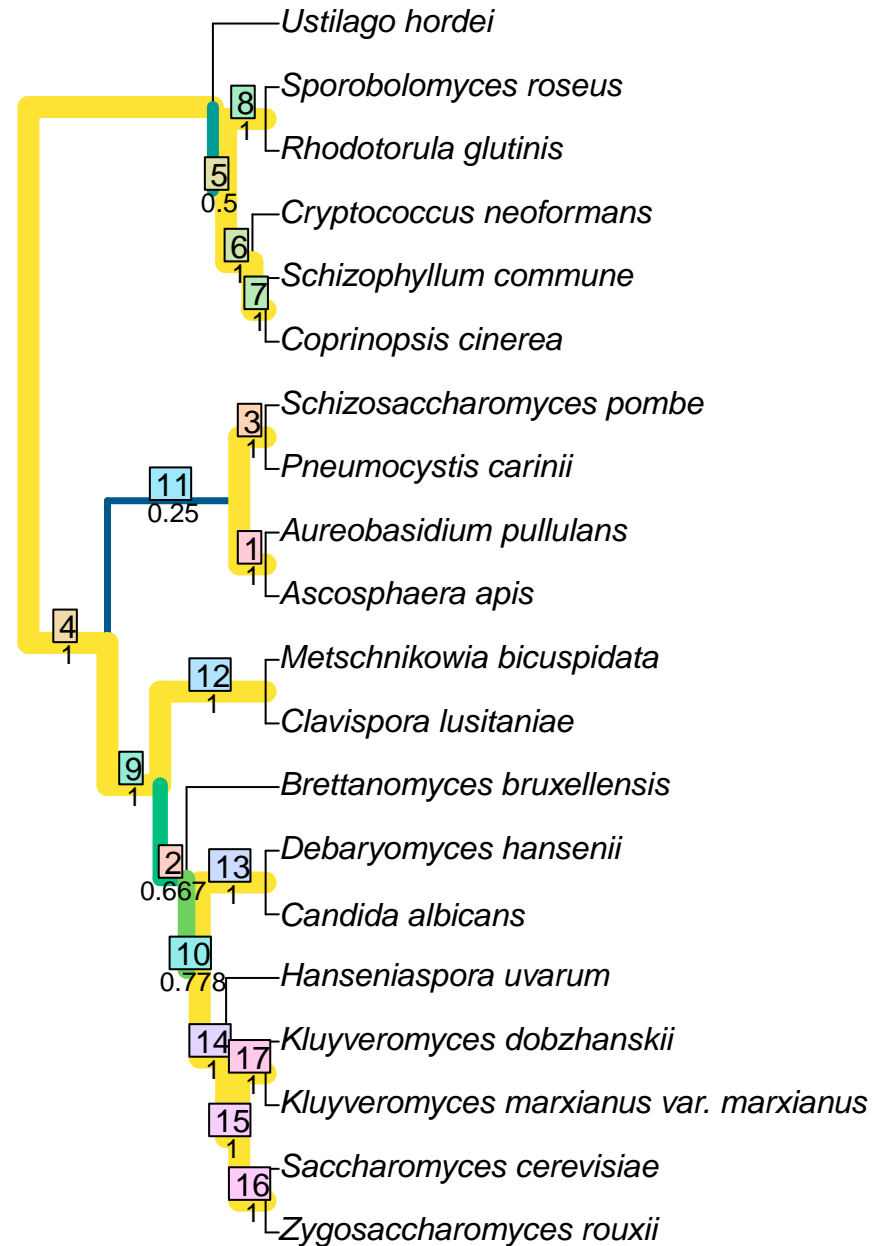 Ustilago hordei
Sporobolomyces roseus
8
1
Rhodotorula glutinis
5
0.5
Cryptococcus neoformans
6
1
Schizophyllum commune
7
1
Coprinopsis cinerea
Schizosaccharomyces pombe
3
1
Pneumocystis carinii
11
0.25
Aureobasidium pullulans
1
1
Ascosphaera apis
4
1
Metschnikowia bicuspidata
12
1
Clavispora lusitaniae
9
1
Brettanomyces bruxellensis
Debaryomyces hansenii
2
0.667
13
1
Candida albicans
10
0.778
Hanseniaspora uvarum
14
1
Kluyveromyces dobzhanskii
17
1
Kluyveromyces marxianus var. marxianus
15
1
Saccharomyces cerevisiae
16
1
Zygosaccharomyces rouxii